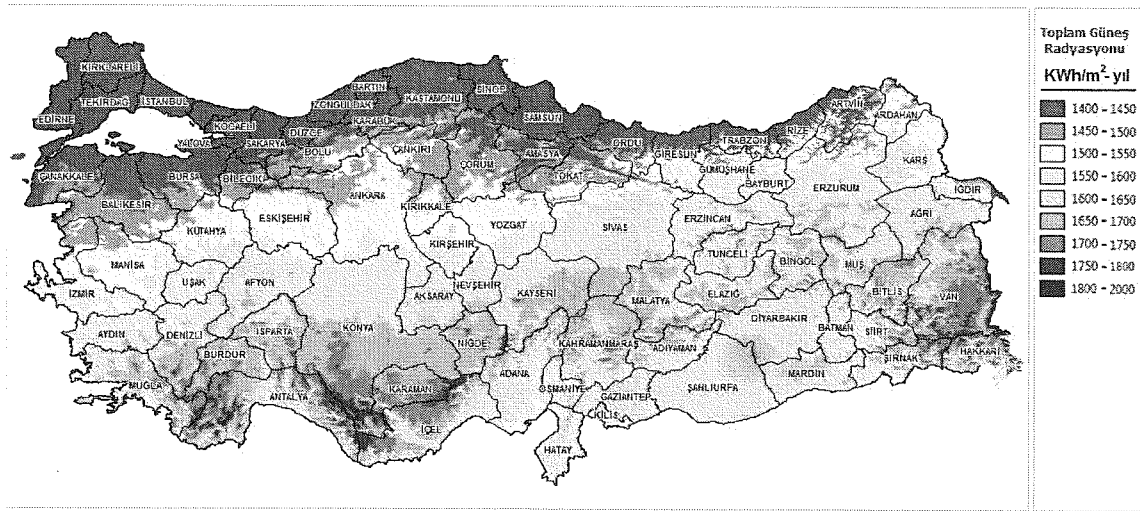 Toplam Güneş
Radyasyonu
KWh/m²-yıl
1400 - 1450
1450 - 1500
1500 - 1550
1550 - 1600
1600 - 1650
1650 - 1700
1700 - 1750
1750 - 1800
1800 - 2000
KIRKLARELİ
TEKİRDAĞ
İSTANBUL
EDİRNE
KOCAELİ
YALOVA
SAKARYA
DÜZCE
ZONGULDAK
BARTIN
KARABÜK
KASTAMONU
SİNOP
SAMSUN
BOLU
ÇANKIRI
ÇORUM
AMASYA
TOKAT
ORDU
GİRESUN
TRABZON
RİZE
ARTVİN
ARDAHAN
KARS
GÜMÜŞHANE
BAYBURT
ERZURUM
IĞDIR
AĞRI
ÇANAKKALE
BURSA
BİLECİK
BALIKESİR
KÜTAHYA
ESKİŞEHİR
ANKARA
KIRIKKALE
YOZGAT
SİVAS
ERZİNCAN
KIRŞEHİR
TUNCELİ
BİNGÖL
MUŞ
MANİSA
UŞAK
AFYON
AKSARAY
NEVŞEHİR
KAYSERİ
MALATYA
ELAZIĞ
BİTLİS
VAN
İZMİR
AYDIN
DENİZLİ
ISPARTA
KONYA
NİĞDE
KAHRAMANMARAŞ
ADIYAMAN
DİYARBAKIR
BATMAN
SİİRT
ŞIRNAK
HAKKARİ
BURDUR
MUĞLA
ANTALYA
KARAMAN
İÇEL
ADANA
OSMANİYE
GAZİANTEP
KİLİS
HATAY
ŞANLIURFA
MARDİN